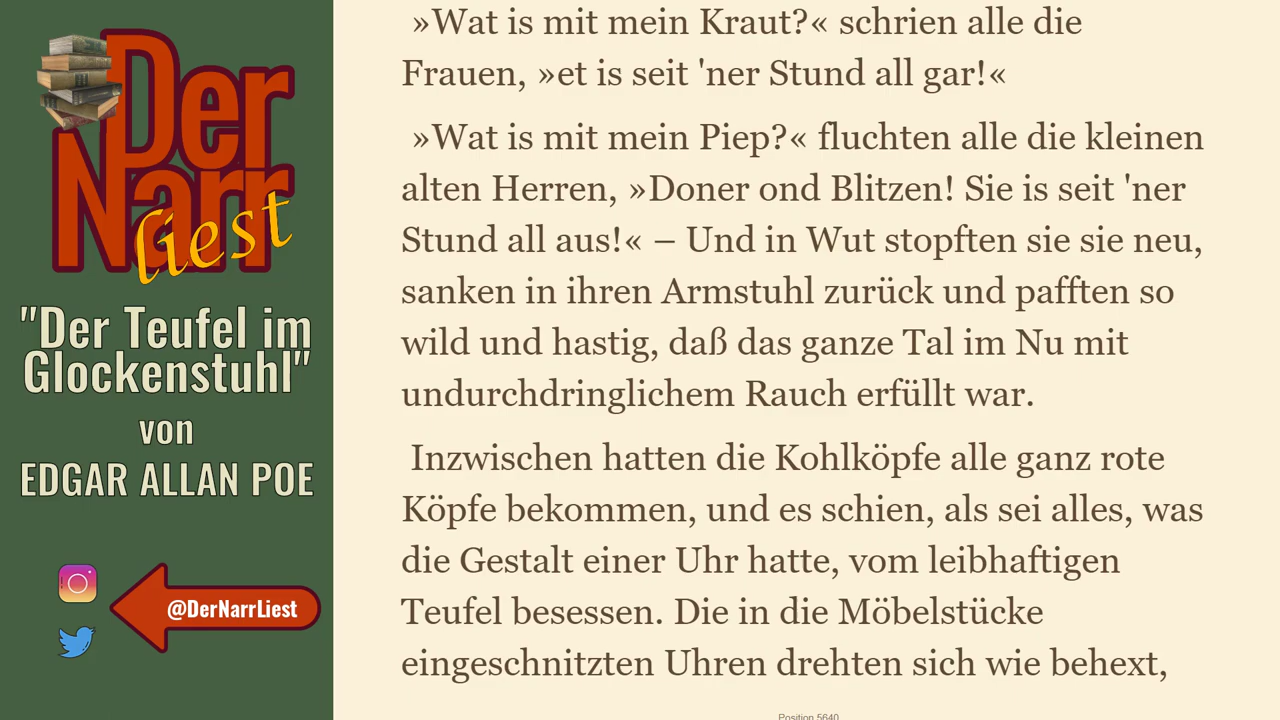 Der
Narr
liest
"Der Teufel im
Glockenstuhl"
von
EDGAR ALLAN POE
@DerNarrLiest
»Wat is mit mein Kraut?« schrien alle die
Frauen, »et is seit 'ner Stund all gar!«
»Wat is mit mein Piep?« fluchten alle die kleinen
alten Herren, »Doner ond Blitzen! Sie is seit 'ner
Stund all aus!« – Und in Wut stopften sie sie neu,
sanken in ihren Armstuhl zurück und pafften so
wild und hastig, daß das ganze Tal im Nu mit
undurchdringlichem Rauch erfüllt war.
Inzwischen hatten die Kohlköpfe alle ganz rote
Köpfe bekommen, und es schien, als sei alles, was
die Gestalt einer Uhr hatte, vom leibhaftigen
Teufel besessen. Die in die Möbelstücke
eingeschnitzten Uhren drehten sich wie behext,
Position 5640